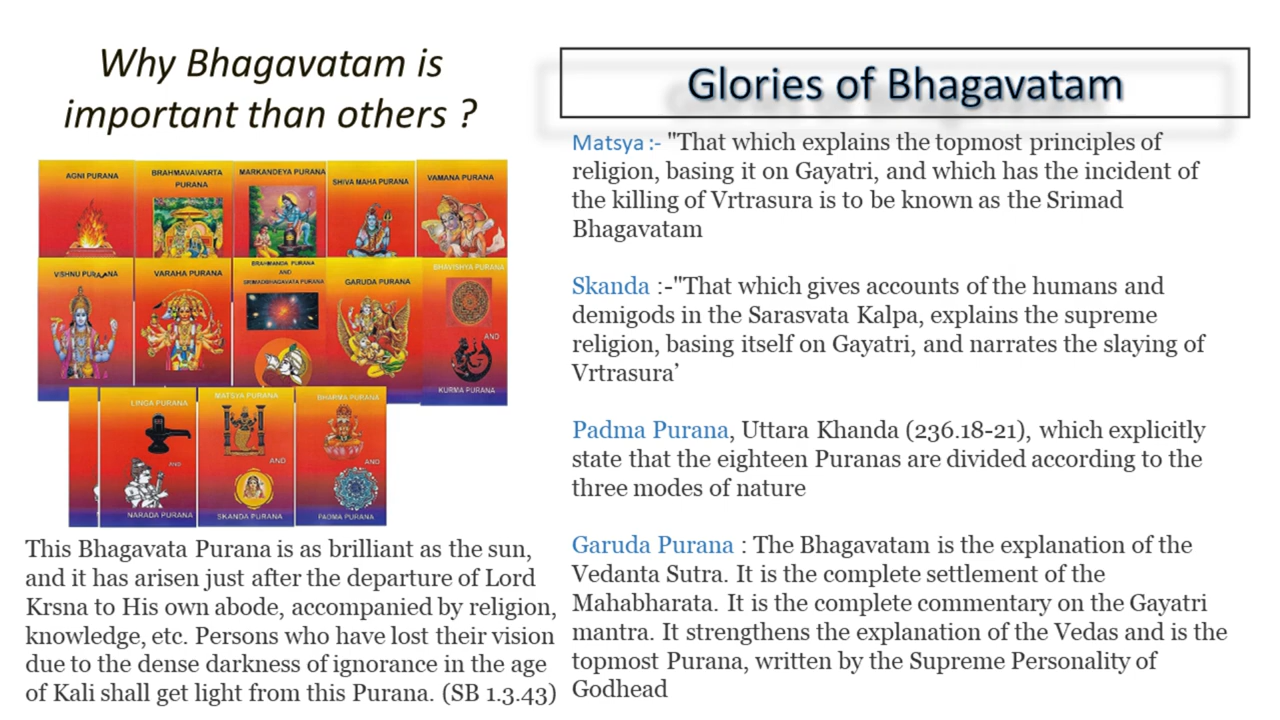 Why Bhagavatam is
important than others ?
AGNI PURANA
BRAHMAVAIVARTA
PURANA
MARKANDEYA PURANA
SHIVA MAHA PURANA
VAMANA PURANA
VISHNU PURANA
VARAHA PURANA
BRAHMANDA PURANA
AND
SRIMADBHAGAVATA PURANA
GARUDA PURANA
BHAVISHYA PURANA
AND
KURMA PURANA
LINGA PURANA
AND
NARADA PURANA
MATSYA PURANA
AND
SKANDA PURANA
AND
PADMA PURANA
This Bhagavata Purana is as brilliant as the sun,
and it has arisen just after the departure of Lord
Krsna to His own abode, accompanied by religion,
knowledge, etc. Persons who have lost their vision
due to the dense darkness of ignorance in the age
of Kali shall get light from this Purana. (SB 1.3.43)
Glories of Bhagavatam
Matsya :- "That which explains the topmost principles of
religion, basing it on Gayatri, and which has the incident of
the killing of Vrtrasura is to be known as the Srimad
Bhagavatam
Skanda :-"That which gives accounts of the humans and
demigods in the Sarasvata Kalpa, explains the supreme
religion, basing itself on Gayatri, and narrates the slaying of
Vrtrasura’
Padma Purana, Uttara Khanda (236.18-21), which explicitly
state that the eighteen Puranas are divided according to the
three modes of nature
Garuda Purana : The Bhagavatam is the explanation of the
Vedanta Sutra. It is the complete settlement of the
Mahabharata. It is the complete commentary on the Gayatri
mantra. It strengthens the explanation of the Vedas and is the
topmost Purana, written by the Supreme Personality of
Godhead